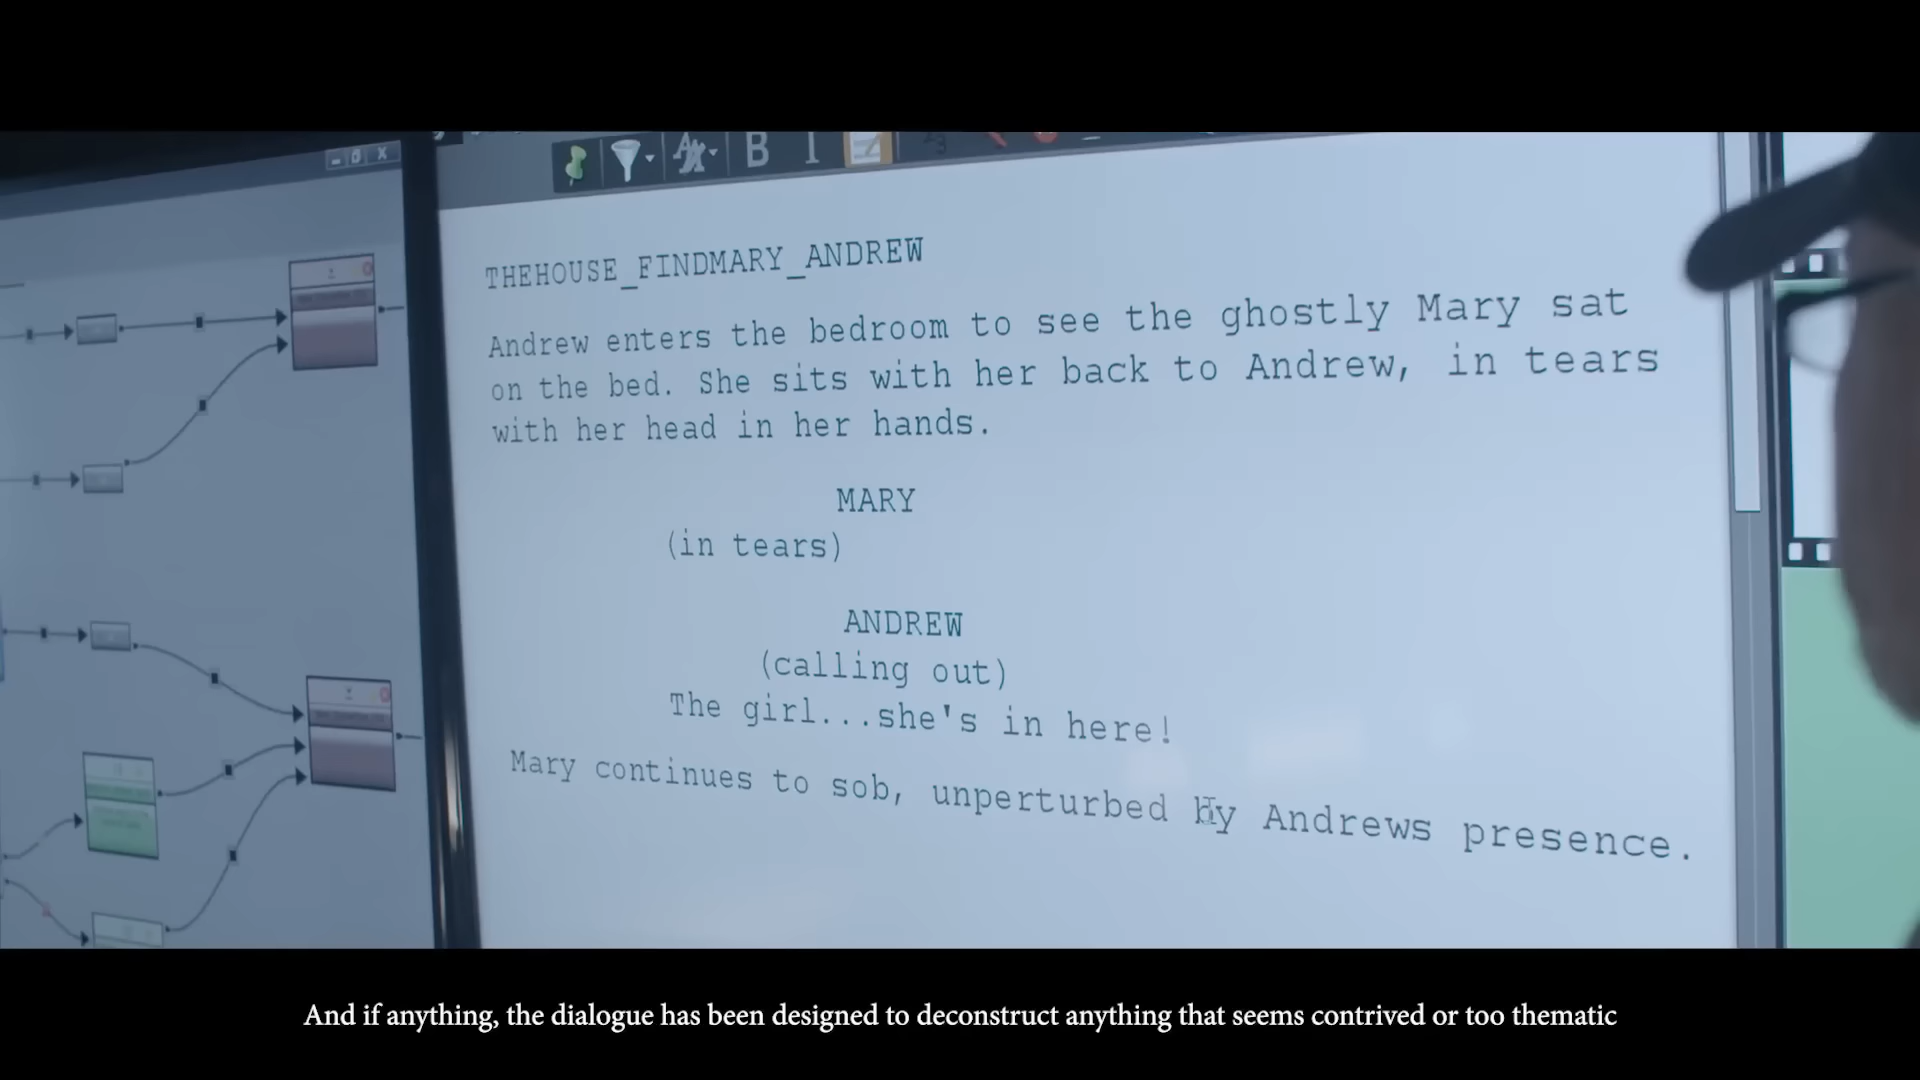 B I
THEHOUSE_FINDMARY_ANDREW
Andrew enters the bedroom to see the ghostly Mary sat
on the bed. She sits with her back to Andrew, in tears
with her head in her hands.
MARY
(in tears)
ANDREW
(calling out)
The girl...she's in here!
Mary continues to sob, unperturbed by Andrews presence.
And if anything, the dialogue has been designed to deconstruct anything that seems contrived or too thematic